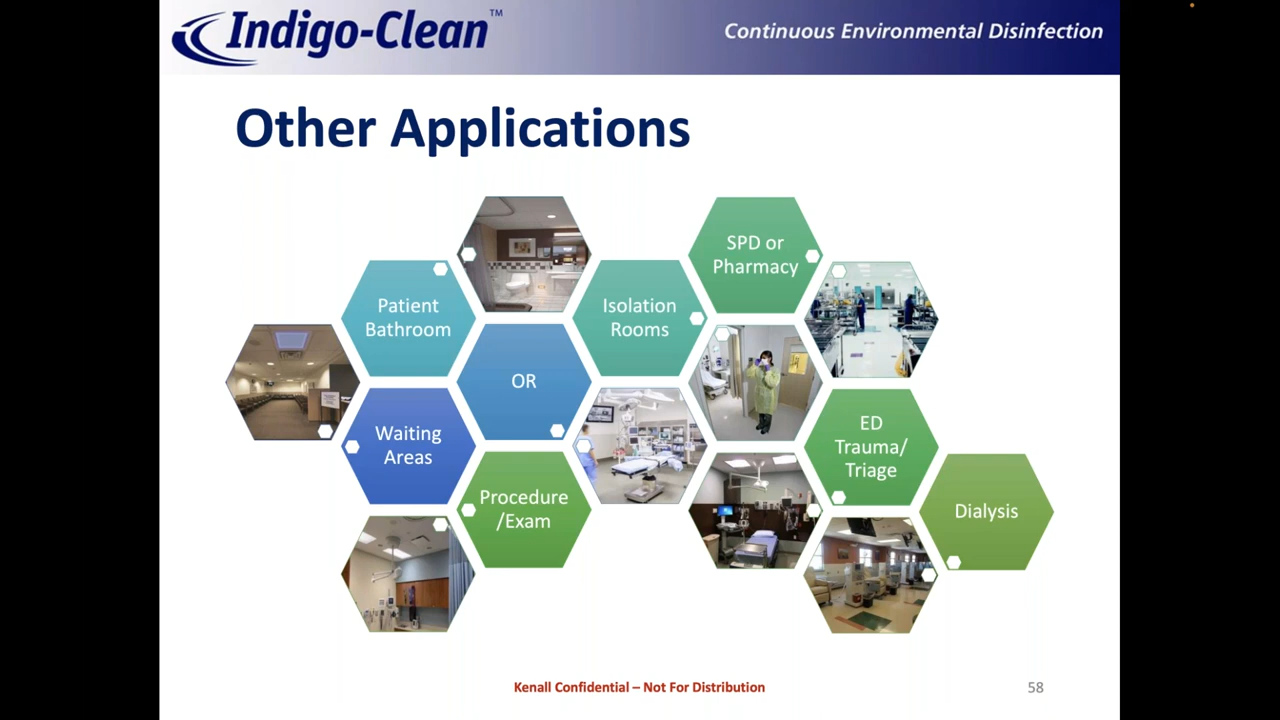 Indigo-Clean™
Continuous Environmental Disinfection
Other Applications
SPD or
Pharmacy
Patient
Bathroom
Isolation
Rooms
OR
Waiting
Areas
ED
Trauma/
Triage
Procedure
/Exam
Dialysis
Kenall Confidential – Not For Distribution
58